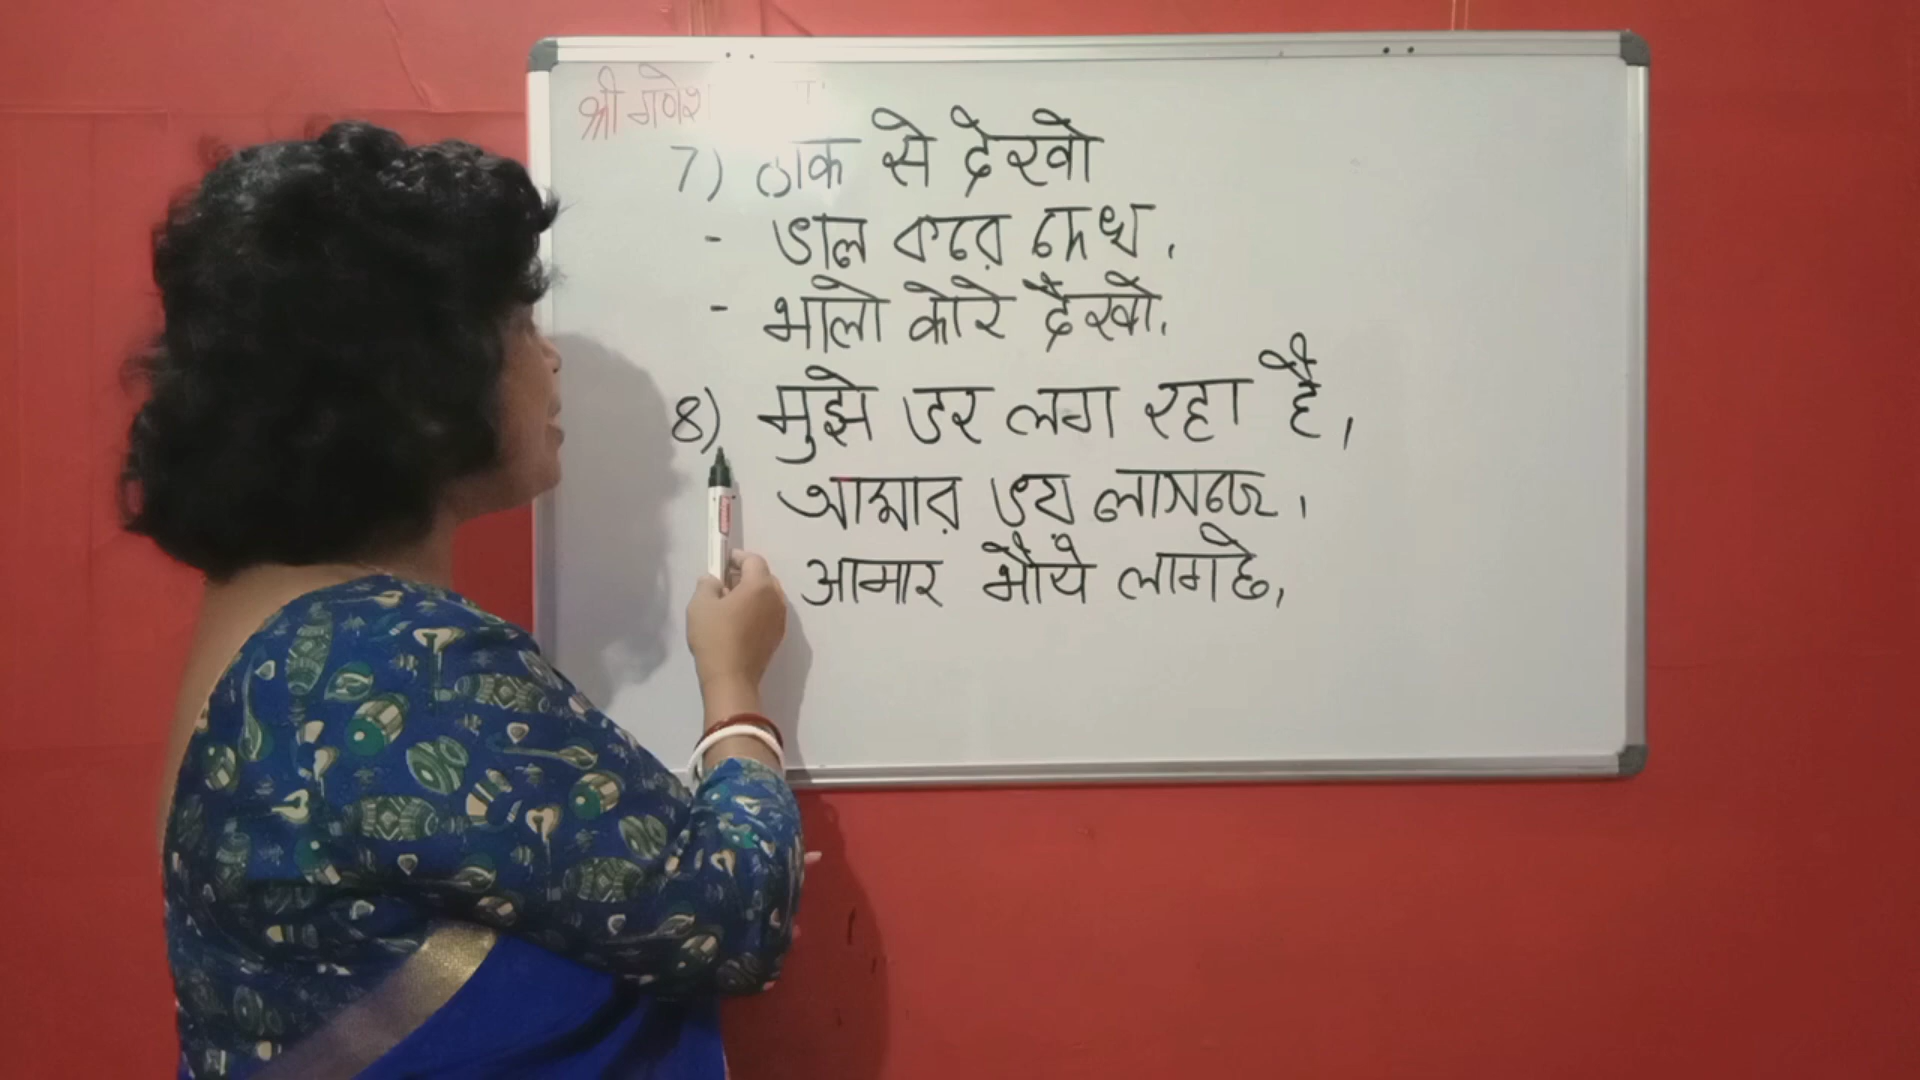 श्री गणेश
7) ठीक से देखो
- ভাল করে দেখ.
- भालो कोरे दैखो.
8) मुझे डर लग रहा है।
আমার ভয় লাগছে।
आमार भौये लागछे।